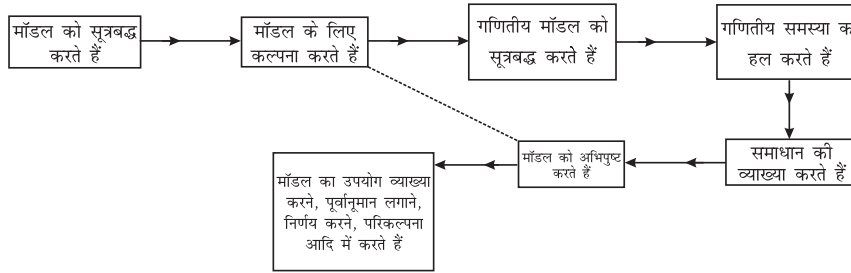 मॉडल को सूत्रबद्ध
करते हैं
मॉडल के लिए
कल्पना करते हैं
गणितीय मॉडल को
सूत्रबद्ध करते हैं
गणितीय समस्या क
हल करते हैं
समाधान की
व्याख्या करते हैं
मॉडल को अभिपुष्ट
करते हैं
मॉडल का उपयोग व्याख्या
करने, पूर्वानूमान लगाने,
निर्णय करने, परिकल्पना
आदि में करते हैं